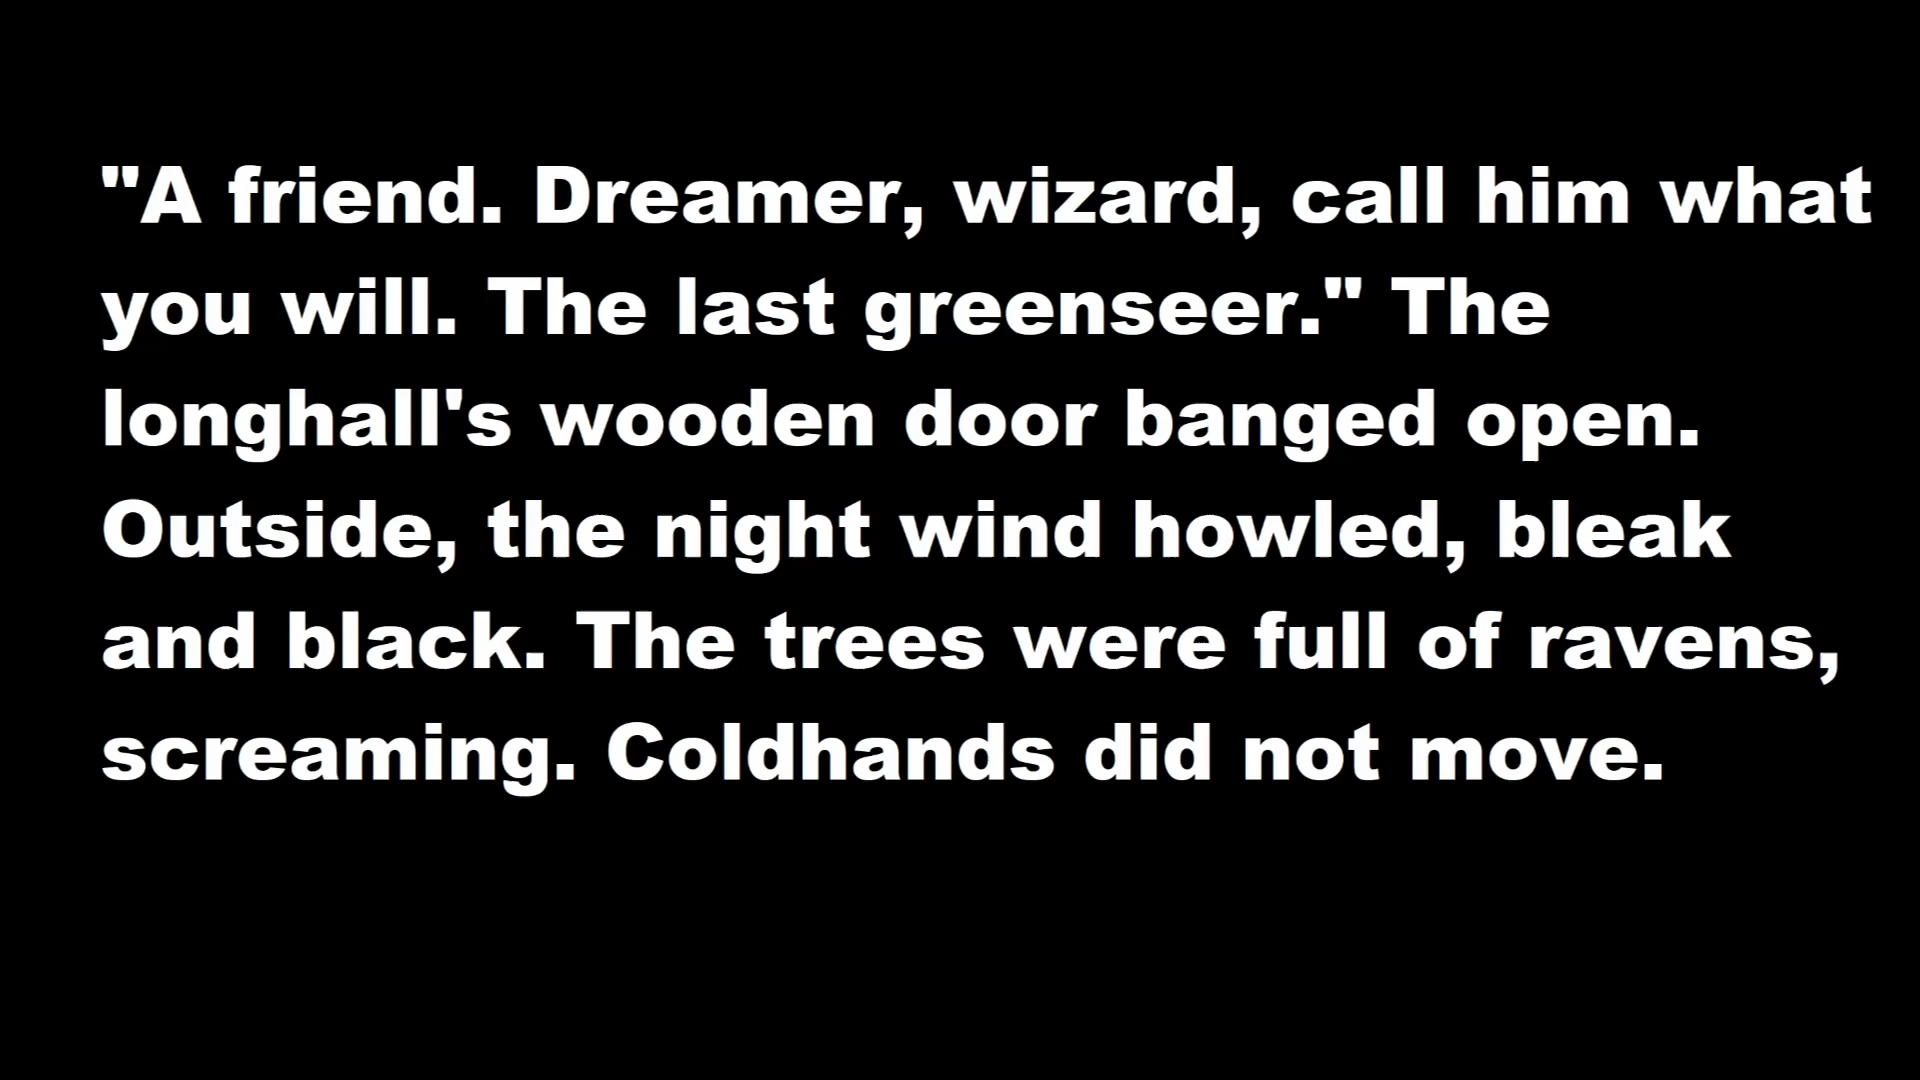 "A friend. Dreamer, wizard, call him what
you will. The last greenseer." The
longhall's wooden door banged open.
Outside, the night wind howled, bleak
and black. The trees were full of ravens,
screaming. Coldhands did not move.